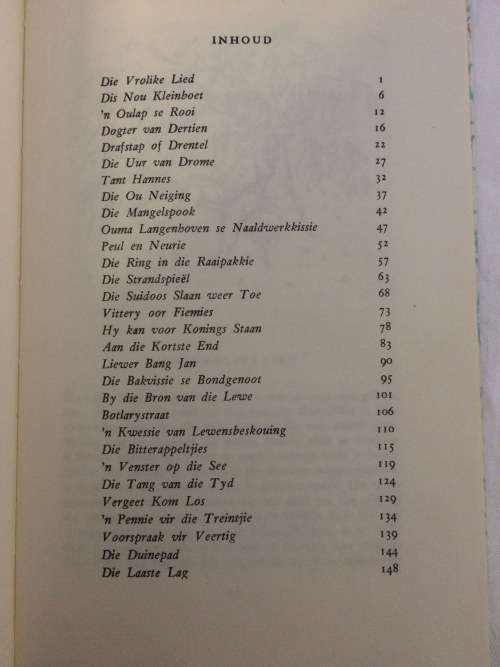 INHOUD
Die Vrolike Lied 1
Dis Nou Kleinboet 6
'n Oulap se Rooi 12
Dogter van Dertien 16
Drafstap of Drentel 22
Die Uur van Drome 27
Tant Hannes 32
Die Ou Neiging 37
Die Mangelspook 42
Ouma Langenhoven se Naaldwerkkissie 47
Peul en Neurie 52
Die Ring in die Raaipakkie 57
Die Strandspieël 63
Die Suidoos Slaan weer Toe 68
Vittery oor Fiemies 73
Hy kan voor Konings Staan 78
Aan die Kortste End 83
Liewer Bang Jan 90
Die Bakvissie se Bondgenoot 95
By die Bron van die Lewe 101
Botlarystraat 106
'n Kwessie van Lewensbeskouing 110
Die Bitterappeltjies 115
'n Venster op die See 119
Die Tang van die Tyd 124
Vergeet Kom Los 129
'n Pennie vir die Treintjie 134
Voorspraak vir Veertig 139
Die Duinepad 144
Die Laaste Lag 148